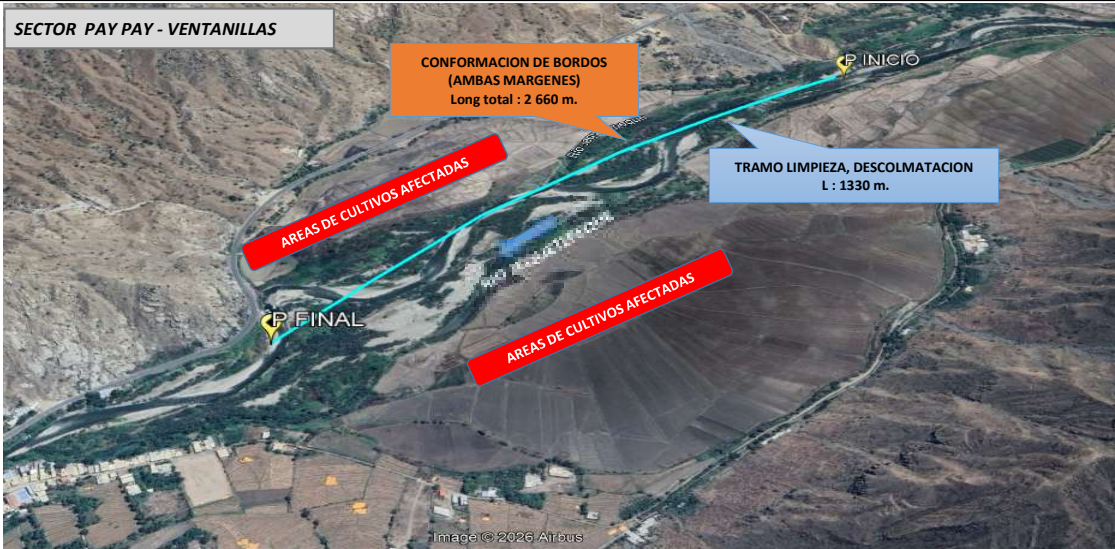 SECTOR PAY PAY - VENTANILLAS
CONFORMACION DE BORDOS
(AMBAS MARGENES)
Long total : 2 660 m.
P INICIO
TRAMO LIMPIEZA, DESCOLMATACION
L : 1330 m.
AREAS DE CULTIVOS AFECTADAS
AREAS DE CULTIVOS AFECTADAS
P FINAL
Image © 2026 Airbus